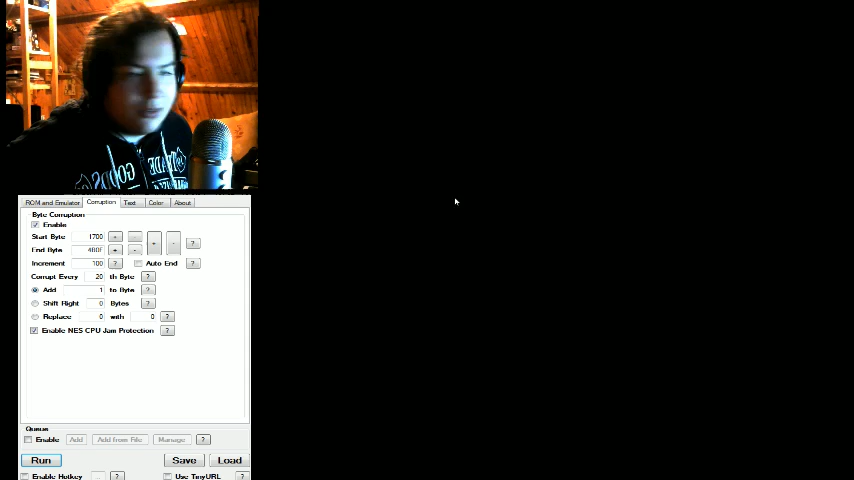 GODS
ROM and Emulator Corruption Text Color About
Byte Corruption
Enable
Start Byte 1700 + - + - ?
End Byte 480F + -
Increment 100 ? Auto End ?
Corrupt Every 20 th Byte ?
Add 1 to Byte ?
Shift Right 0 Bytes ?
Replace 0 with 0 ?
Enable NES CPU Jam Protection ?
Queue
Enable Add Add from File Manage ?
Run Save Load
Enable Hotkey ... ? Use TinyURL ?